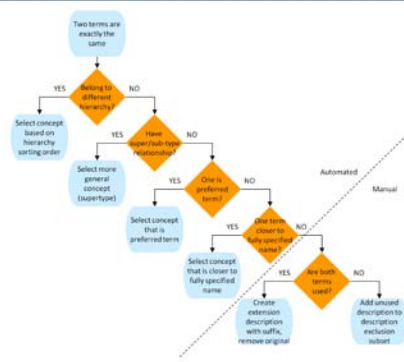 Two terms are
exactly the
same
YES
Belong to
different
hierarchy?
NO
Select concept
based on
hierarchy
sorting order
YES
Have
super/sub-type
relationship?
NO
Select more
general
concept
(supertype)
YES
One is
preferred
term?
NO
Automated
Manual
Select concept
that is
preferred term
YES
One term
closer to
fully specified
name?
NO
Select concept
that is closer to
fully specified
name
YES
Are both
terms
used?
NO
Create
extension
description
with suffix,
remove original
Add unused
description to
description
exclusion
subset